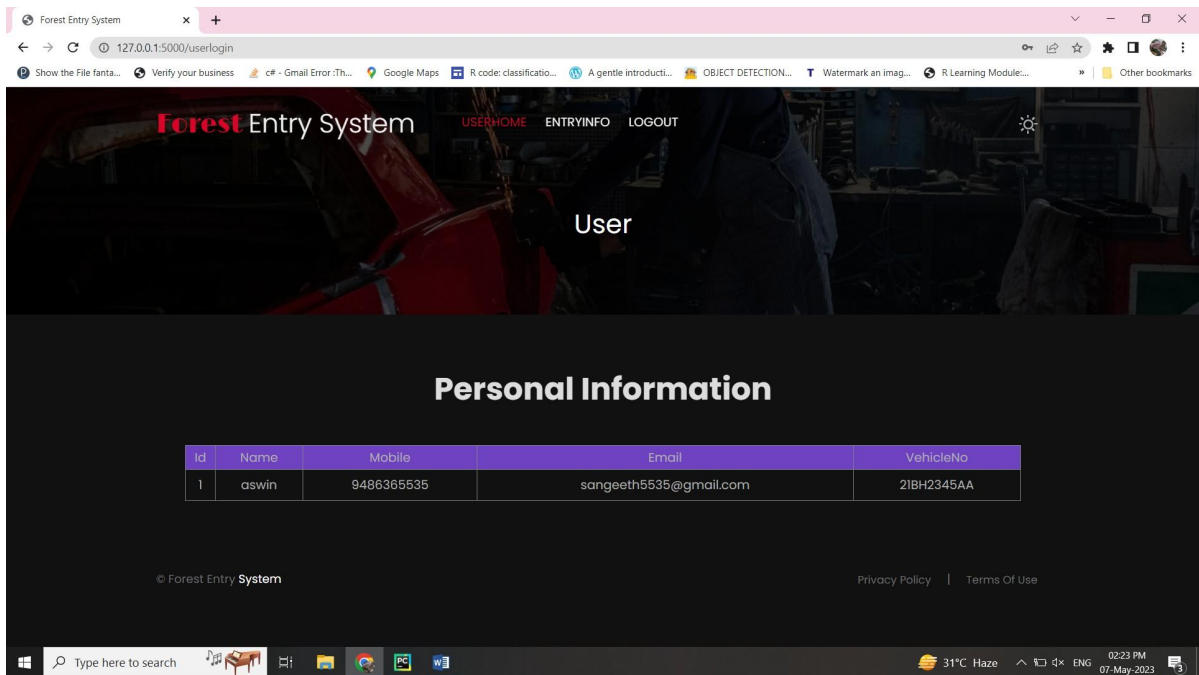 Forest Entry System
127.0.0.1:5000/userlogin
Show the File fanta... Verify your business c# - Gmail Error :Th... Google Maps R code: classificatio... A gentle introducti... OBJECT DETECTION... Watermark an imag... R Learning Module:... » Other bookmarks
Forest Entry System USERHOME ENTRYINFO LOGOUT
User
Personal Information
Id Name Mobile Email VehicleNo
1 aswin 9486365535 sangeeth5535@gmail.com 21BH2345AA
© Forest Entry System Privacy Policy | Terms Of Use
Type here to search 31°C Haze ENG 02:23 PM
07-May-2023 3